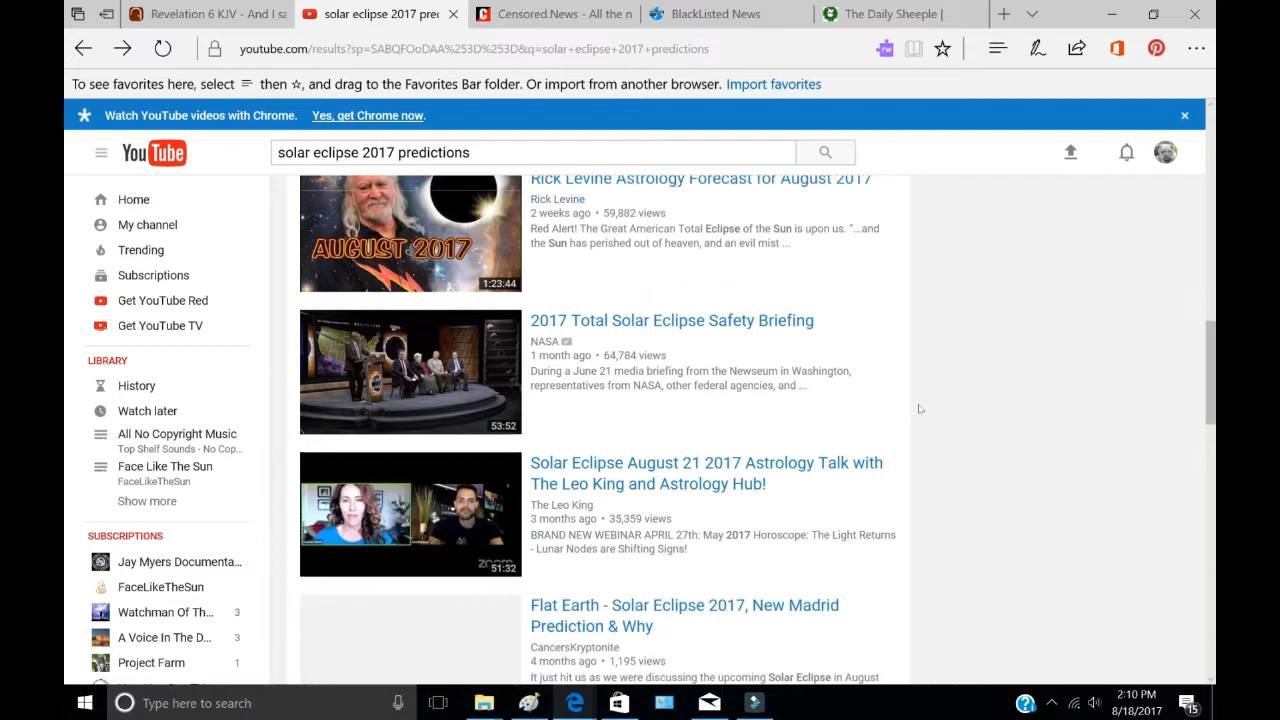 Revelation 6 KJV - And I sa
solar eclipse 2017 prec
Censored.News - All the n
BlackListed News
The Daily Sheeple |
youtube.com/results?sp=SABQFOoDAA%253D%253D&q=solar+eclipse+2017+predictions
To see favorites here, select then ☆, and drag to the Favorites Bar folder. Or import from another browser. Import favorites
Watch YouTube videos with Chrome. Yes, get Chrome now.
YouTube
solar eclipse 2017 predictions
Home
My channel
Trending
Subscriptions
Get YouTube Red
Get YouTube TV
LIBRARY
History
Watch later
All No Copyright Music
Top Shelf Sounds - No Cop...
Face Like The Sun
FaceLikeTheSun
Show more
SUBSCRIPTIONS
Jay Myers Documenta...
FaceLikeTheSun
Watchman Of Th... 3
A Voice In The D... 3
Project Farm 1
AUGUST 2017
1:23:44
Rick Levine Astrology Forecast for August 2017
Rick Levine
2 weeks ago • 59,882 views
Red Alert! The Great American Total Eclipse of the Sun is upon us. "...and
the Sun has perished out of heaven, and an evil mist ...
53:52
2017 Total Solar Eclipse Safety Briefing
NASA
1 month ago • 64,784 views
During a June 21 media briefing from the Newseum in Washington,
representatives from NASA, other federal agencies, and ...
zoom
51:32
Solar Eclipse August 21 2017 Astrology Talk with
The Leo King and Astrology Hub!
The Leo King
3 months ago • 35,359 views
BRAND NEW WEBINAR APRIL 27th: May 2017 Horoscope: The Light Returns
- Lunar Nodes are Shifting Signs!
Flat Earth - Solar Eclipse 2017, New Madrid
Prediction & Why
CancersKryptonite
4 months ago • 1,195 views
It just hit us as we were discussing the upcoming Solar Eclipse in August
Type here to search
2:10 PM
8/18/2017
15